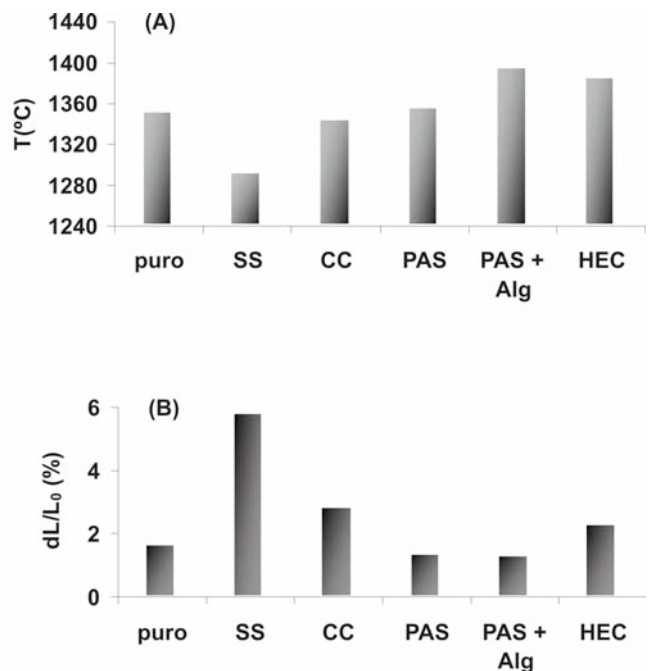 (A)
T(ºC)
1440
1400
1360
1320
1280
1240
puro SS CC PAS PAS + HEC
Alg
(B)
dL/L₀ (%)
6
4
2
0
puro SS CC PAS PAS + HEC
Alg